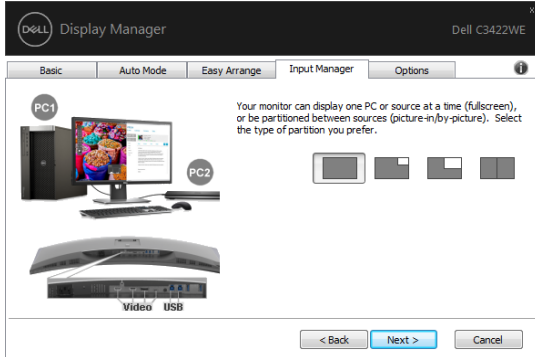 DELL Display Manager
Dell C3422WE
Basic
Auto Mode
Easy Arrange
Input Manager
Options
PC1
PC2
Your monitor can display one PC or source at a time (fullscreen),
or be partitioned between sources (picture-in/by-picture). Select
the type of partition you prefer.
Video USB
< Back
Next >
Cancel